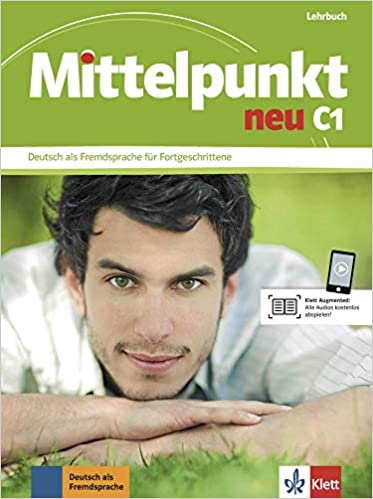 Lehrbuch
Mittelpunkt
neu C1
Deutsch als Fremdsprache für Fortgeschrittene
Klett Augmented:
Alle Audios kostenlos
abspielen!
Deutsch als
Fremdsprache
Klett